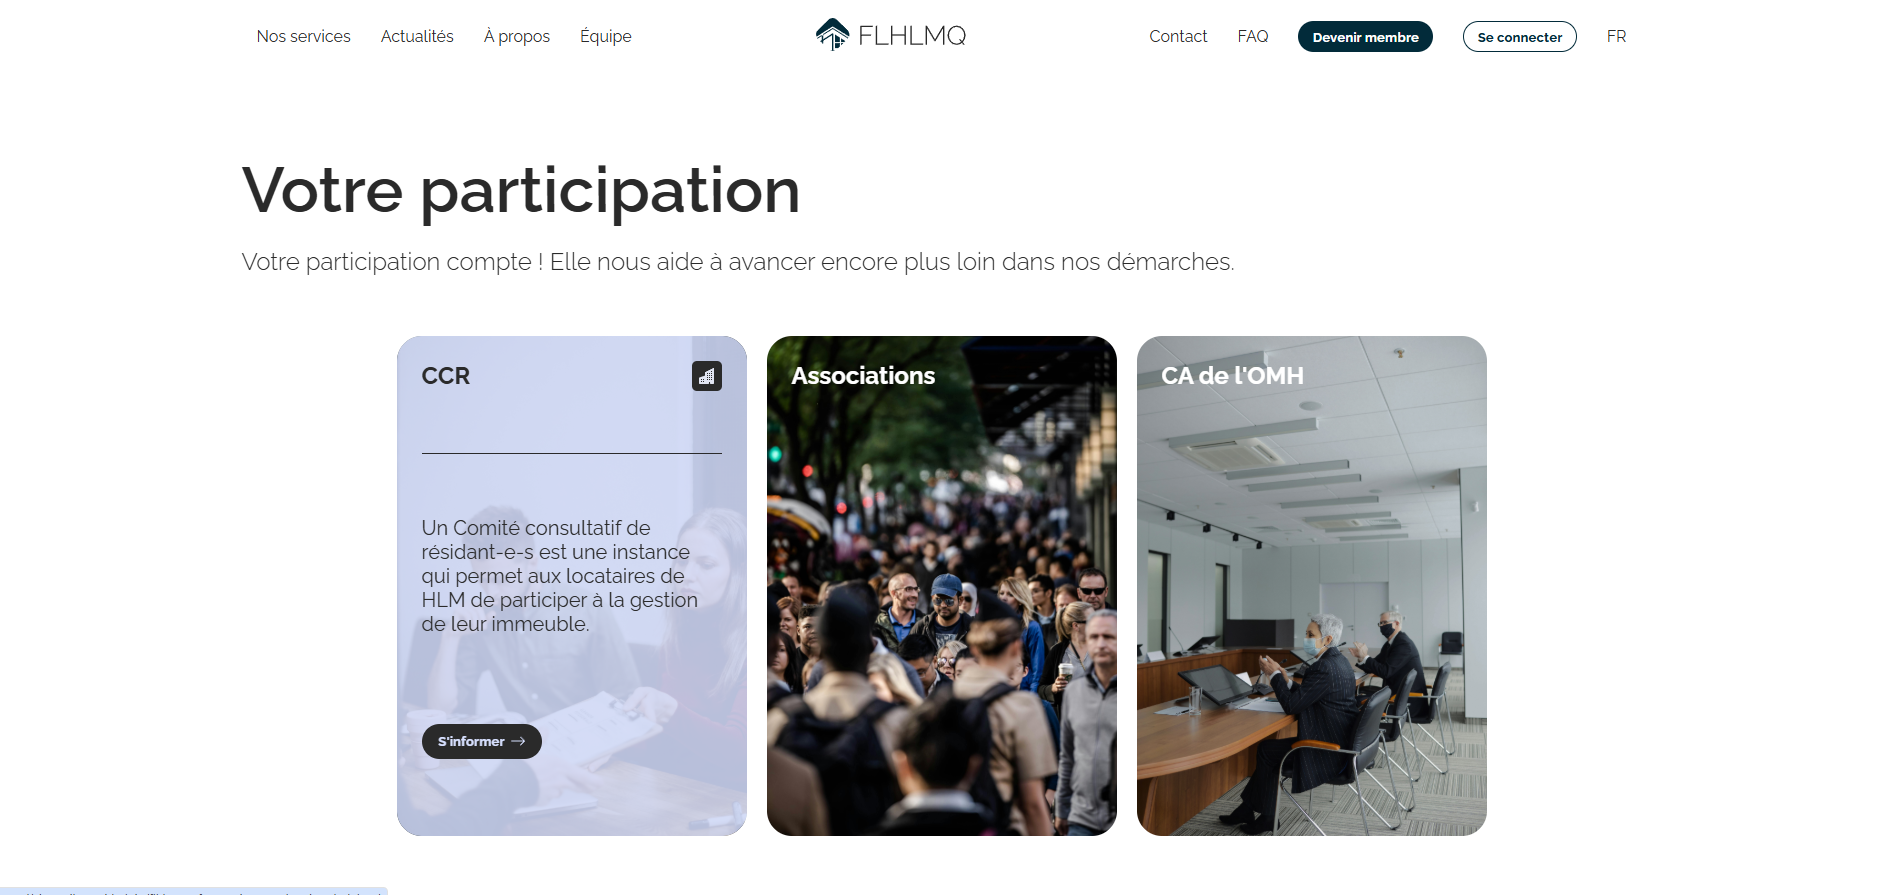 Nos services
Actualités
À propos
Équipe
FLHLMQ
Contact
FAQ
Devenir membre
Se connecter
FR
Votre participation
Votre participation compte ! Elle nous aide à avancer encore plus loin dans nos démarches.
CCR
Un Comité consultatif de
résidant-e-s est une instance
qui permet aux locataires de
HLM de participer à la gestion
de leur immeuble.
S'informer
Associations
CA de l'OMH